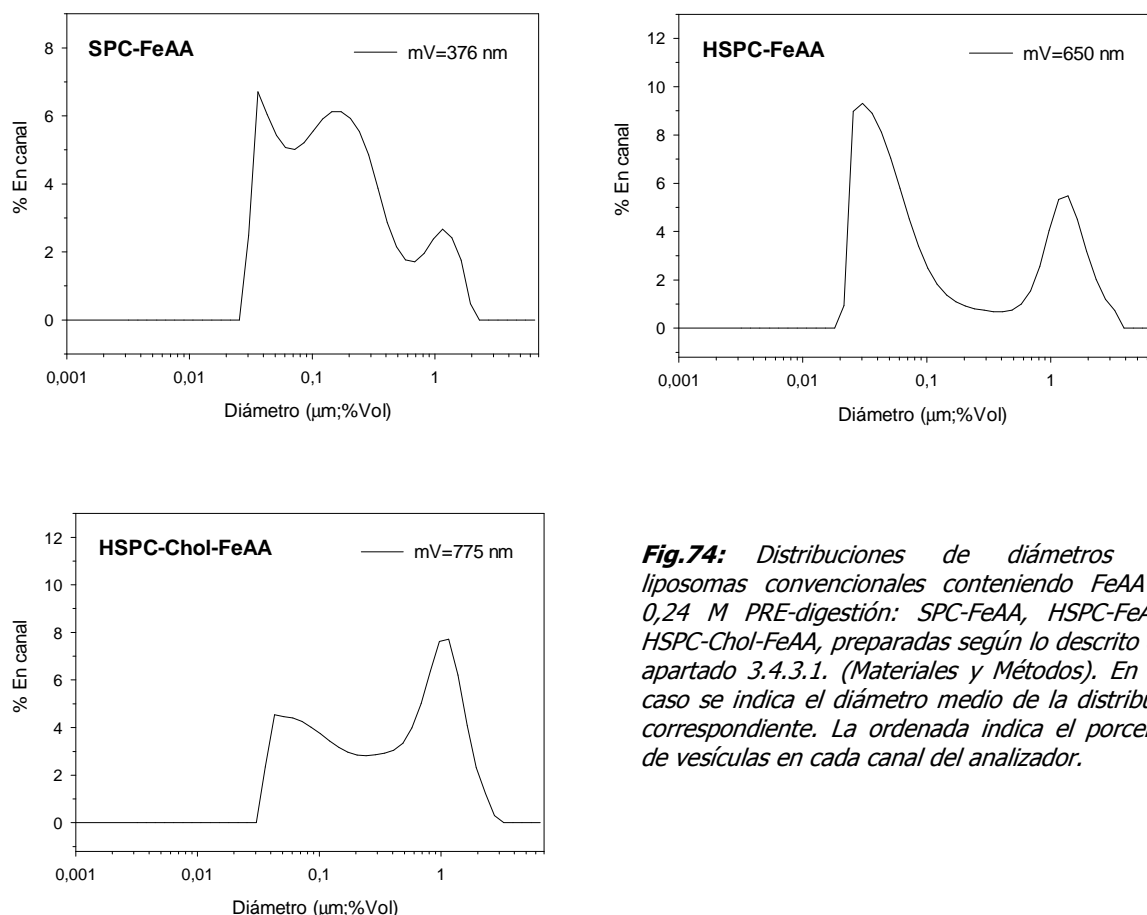 SPC-FeAA
mV=376 nm
8
6
4
2
0
% En canal
0,001 0,01 0,1 1
Diámetro (µm;%Vol)
HSPC-FeAA
mV=650 nm
12
10
8
6
4
2
0
% En canal
0,001 0,01 0,1 1
Diámetro (µm;%Vol)
HSPC-Chol-FeAA
mV=775 nm
12
10
8
6
4
2
0
% En canal
0,001 0,01 0,1 1
Diámetro (µm;%Vol)
Fig.74: Distribuciones de diámetros
liposomas convencionales conteniendo FeAA
0,24 M PRE-digestión: SPC-FeAA, HSPC-FeA
HSPC-Chol-FeAA, preparadas según lo descrito
apartado 3.4.3.1. (Materiales y Métodos). En
caso se indica el diámetro medio de la distribu
correspondiente. La ordenada indica el porce
de vesículas en cada canal del analizador.